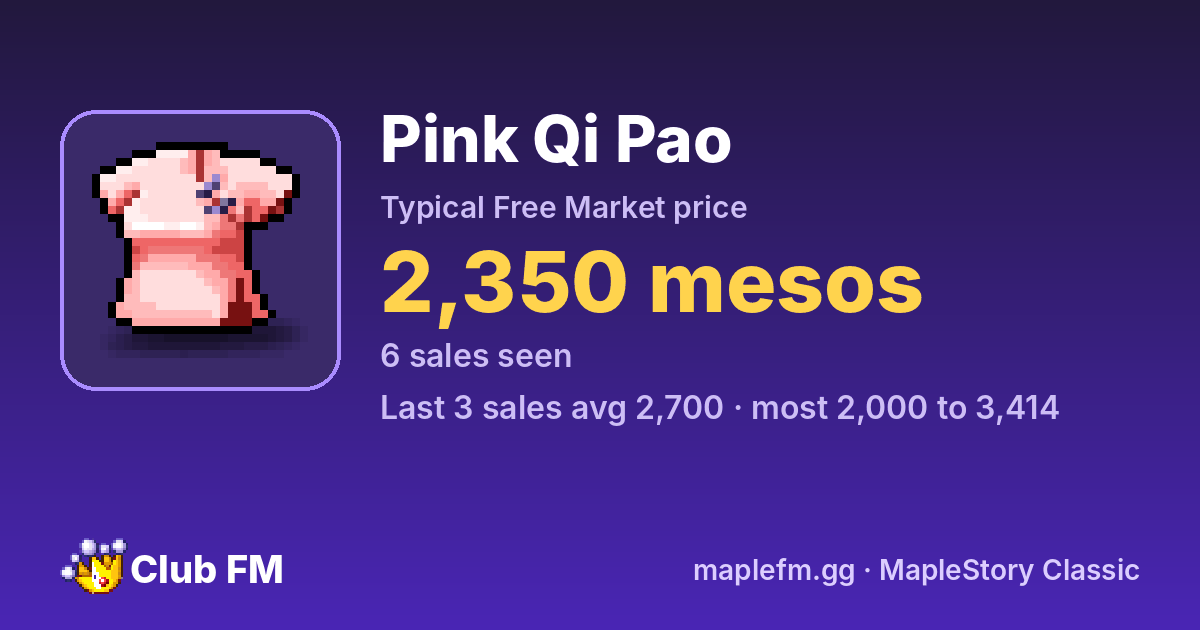 Pink Qi Pao
Typical Free Market price
2,350 mesos
6 sales seen
Last 3 sales avg 2,700 · most 2,000 to 3,414
Club FM
maplefm.gg · MapleStory Classic